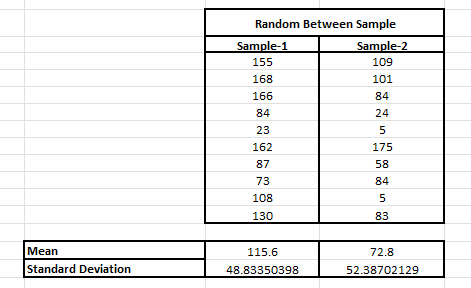 Random Between Sample
Sample-1 Sample-2
155 109
168 101
166 84
84 24
23 5
162 175
87 58
73 84
108 5
130 83
Mean 115.6 72.8
Standard Deviation 48.83350398 52.38702129